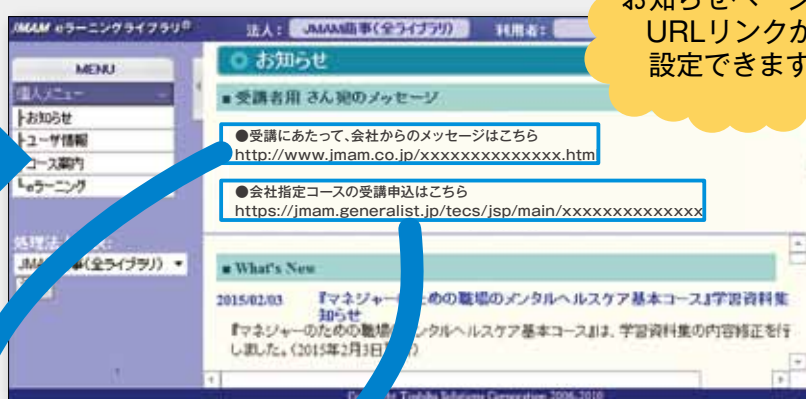 お知らせペー
URLリンクが
設定できます
JMAM eラーニングライブラリ®
法人: JMAM商事(全ライブラリ) 利用者:
MENU
個人メニュー
├お知らせ
├ユーザ情報
コース案内
└eラーニング
処理法
JMA 事(全ライブラリ)
お知らせ
■受講者用 さん宛のメッセージ
●受講にあたって、会社からのメッセージはこちら
http://www.jmam.co.jp/xxxxxxxxxxxxxx.htm
●会社指定コースの受講申込はこちら
https://jmam.generalist.jp/tecs/jsp/main/xxxxxxxxxxxxxx
■What's New
2015/02/03 『マネジャー ための職場のメンタルヘルスケア基本コース』学習資料集
知らせ
『マネジャーのための職場 ンタルヘルスケア基本コース』は、学習資料集の内容修正を行
しました。(2015年2月3日
Toshiba Solutions Corporation 2006-2010